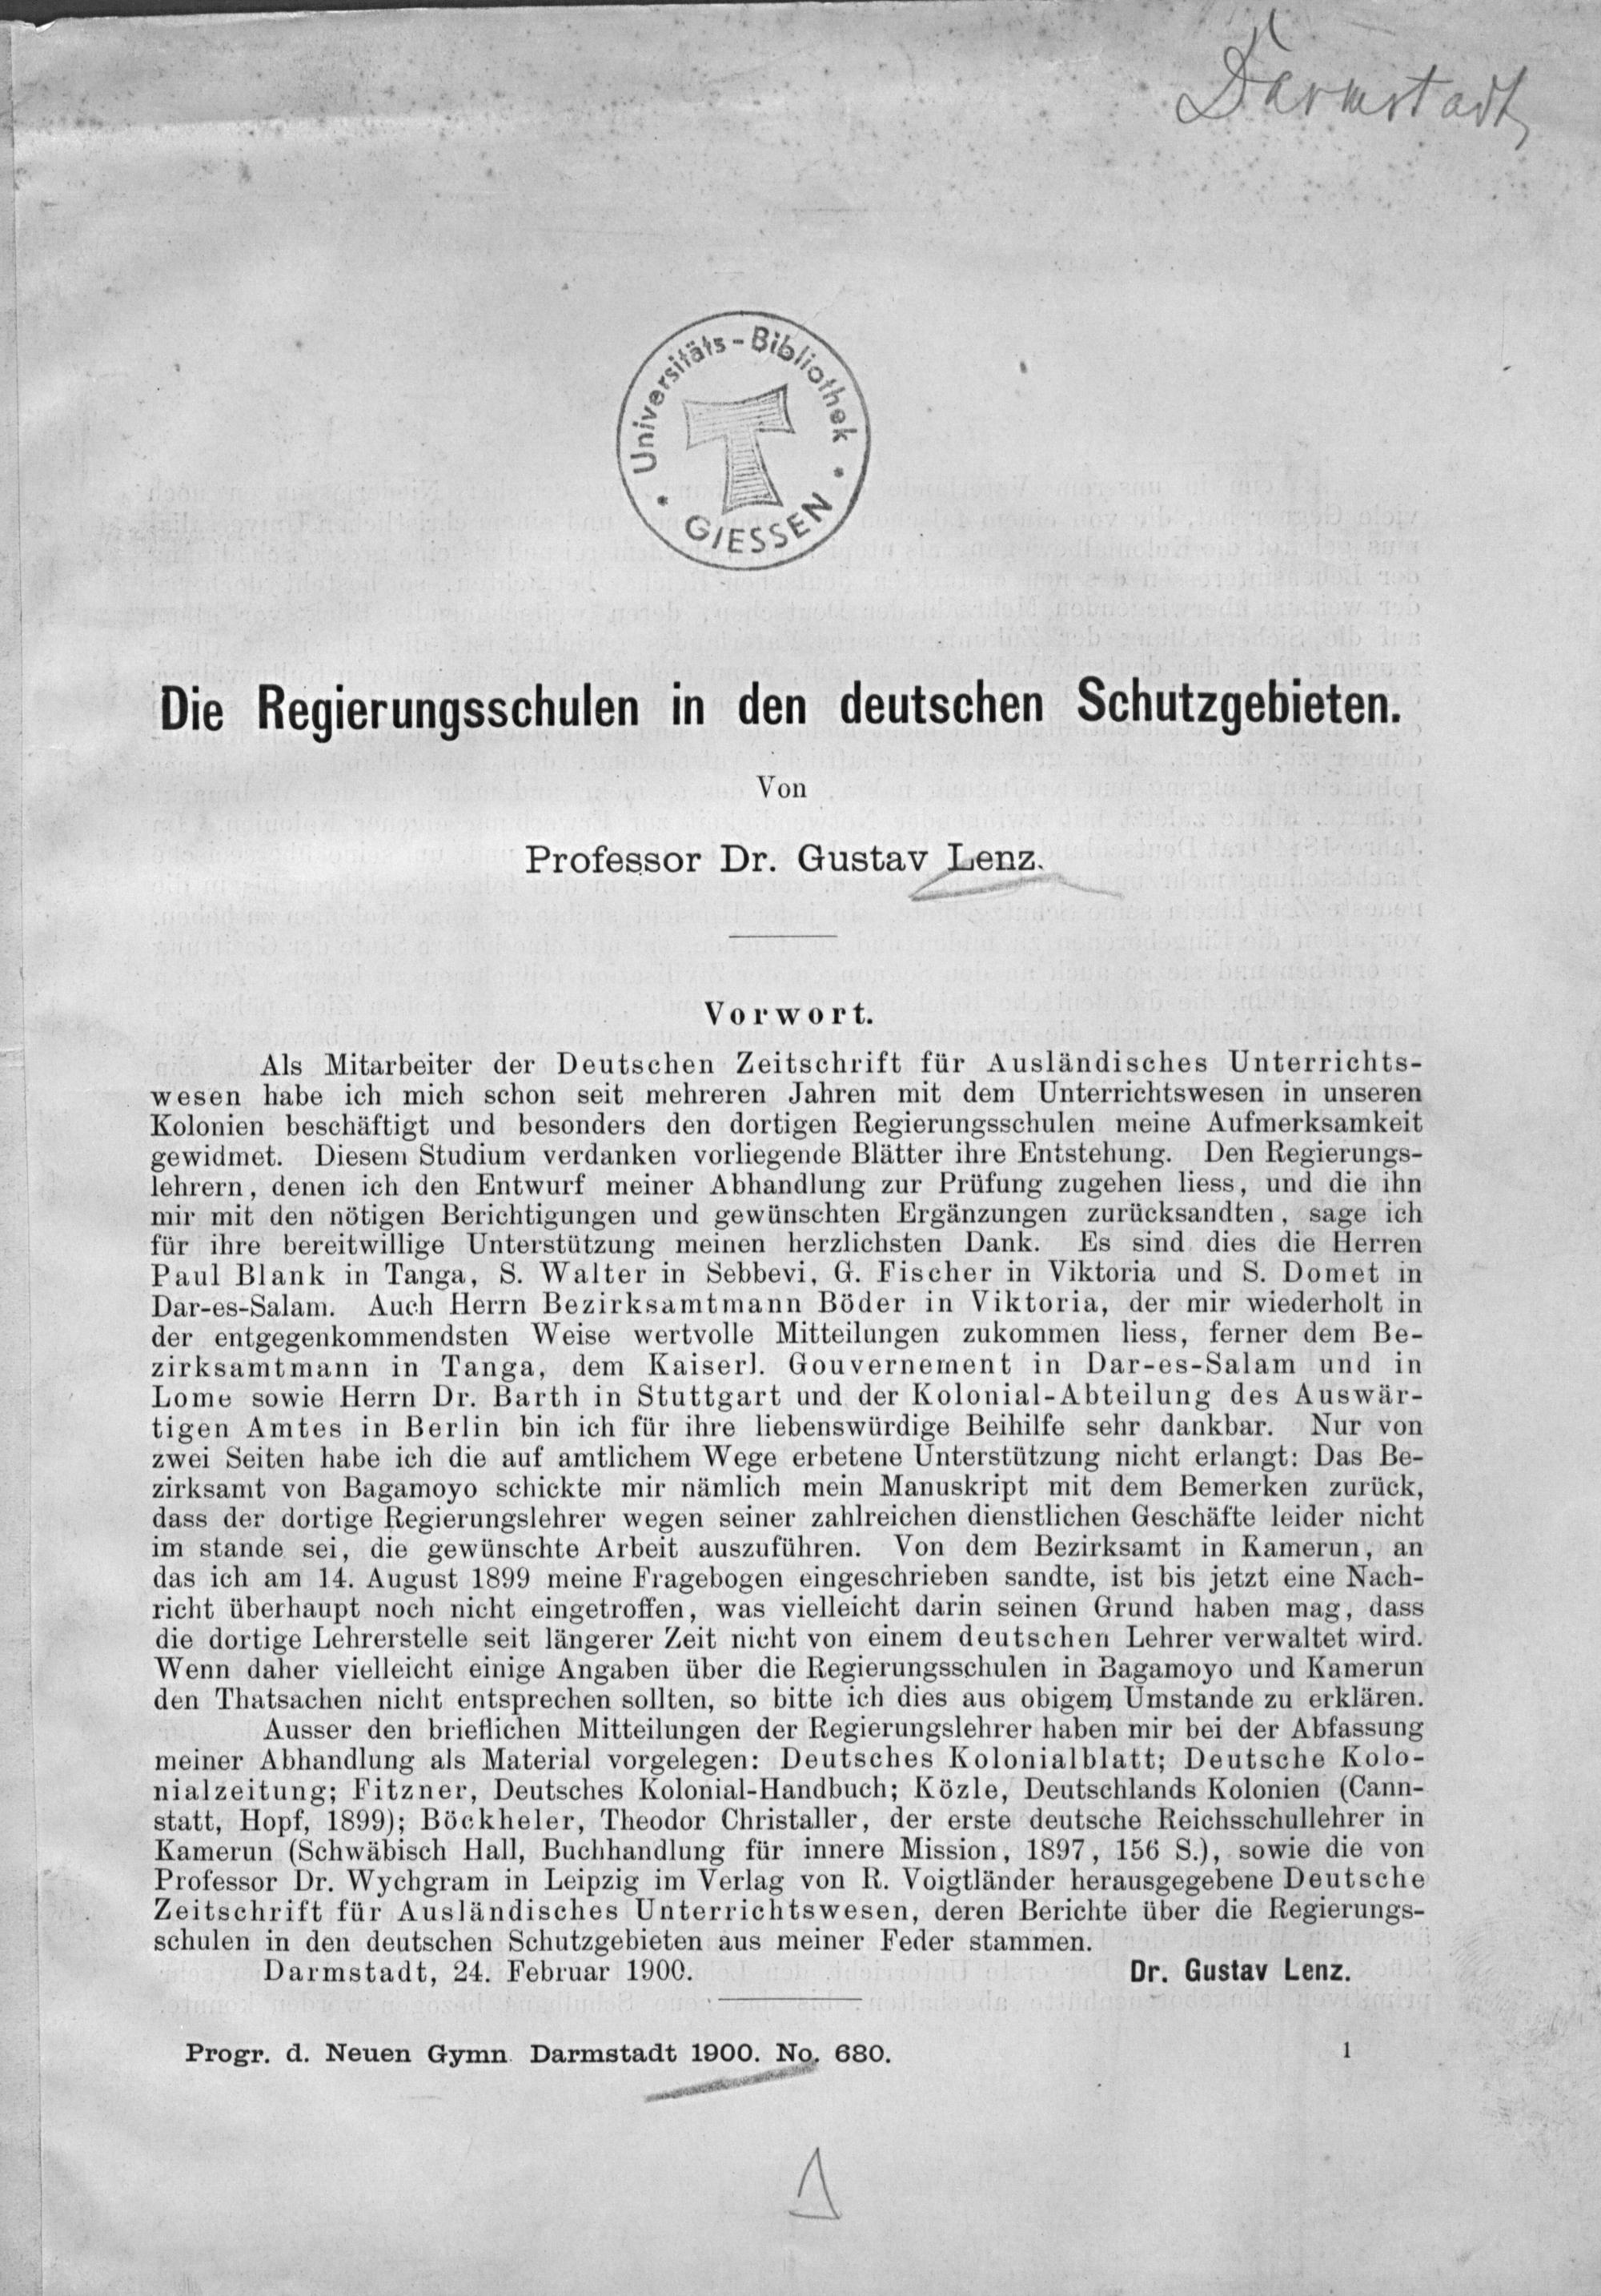 Darmstadt
Universitäts-Bibliothek
GIESSEN
Die Regierungsschulen in den deutschen Schutzgebieten.
Von
Professor Dr. Gustav Lenz.
Vorwort.
Als Mitarbeiter der Deutschen Zeitschrift für Ausländisches Unterrichts-
wesen habe ich mich schon seit mehreren Jahren mit dem Unterrichtswesen in unseren
Kolonien beschäftigt und besonders den dortigen Regierungsschulen meine Aufmerksamkeit
gewidmet. Diesem Studium verdanken vorliegende Blätter ihre Entstehung. Den Regierungs-
lehrern, denen ich den Entwurf meiner Abhandlung zur Prüfung zugehen liess, und die ihn
mir mit den nötigen Berichtigungen und gewünschten Ergänzungen zurücksandten, sage ich
für ihre bereitwillige Unterstützung meinen herzlichsten Dank. Es sind dies die Herren
Paul Blank in Tanga, S. Walter in Sebbevi, G. Fischer in Viktoria und S. Domet in
Dar-es-Salam. Auch Herrn Bezirksamtmann Böder in Viktoria, der mir wiederholt in
der entgegenkommendsten Weise wertvolle Mitteilungen zukommen liess, ferner dem Be-
zirksamtmann in Tanga, dem Kaiserl. Gouvernement in Dar-es-Salam und in
Lome sowie Herrn Dr. Barth in Stuttgart und der Kolonial-Abteilung des Auswär-
tigen Amtes in Berlin bin ich für ihre liebenswürdige Beihilfe sehr dankbar. Nur von
zwei Seiten habe ich die auf amtlichem Wege erbetene Unterstützung nicht erlangt: Das Be-
zirksamt von Bagamoyo schickte mir nämlich mein Manuskript mit dem Bemerken zurück,
dass der dortige Regierungslehrer wegen seiner zahlreichen dienstlichen Geschäfte leider nicht
im stande sei, die gewünschte Arbeit auszuführen. Von dem Bezirksamt in Kamerun, an
das ich am 14. August 1899 meine Fragebogen eingeschrieben sandte, ist bis jetzt eine Nach-
richt überhaupt noch nicht eingetroffen, was vielleicht darin seinen Grund haben mag, dass
die dortige Lehrerstelle seit längerer Zeit nicht von einem deutschen Lehrer verwaltet wird.
Wenn daher vielleicht einige Angaben über die Regierungsschulen in Bagamoyo und Kamerun
den Thatsachen nicht entsprechen sollten, so bitte ich dies aus obigem Umstande zu erklären.
Ausser den brieflichen Mitteilungen der Regierungslehrer haben mir bei der Abfassung
meiner Abhandlung als Material vorgelegen: Deutsches Kolonialblatt; Deutsche Kolo-
nialzeitung; Fitzner, Deutsches Kolonial-Handbuch; Közle, Deutschlands Kolonien (Cann-
statt, Hopf, 1899); Böckheler, Theodor Christaller, der erste deutsche Reichsschullehrer in
Kamerun (Schwäbisch Hall, Buchhandlung für innere Mission, 1897, 156 S.), sowie die von
Professor Dr. Wychgram in Leipzig im Verlag von R. Voigtländer herausgegebene Deutsche
Zeitschrift für Ausländisches Unterrichtswesen, deren Berichte über die Regierungs-
schulen in den deutschen Schutzgebieten aus meiner Feder stammen.
Darmstadt, 24. Februar 1900. Dr. Gustav Lenz.
Progr. d. Neuen Gymn. Darmstadt 1900. No. 680. 1
1